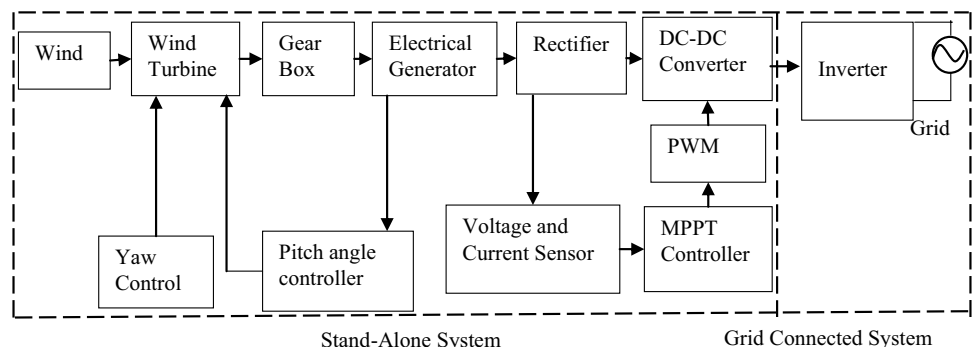 Wind
Wind
Turbine
Gear
Box
Electrical
Generator
Rectifier
DC-DC
Converter
Inverter
Grid
PWM
Yaw
Control
Pitch angle
controller
Voltage and
Current Sensor
MPPT
Controller
Stand-Alone System
Grid Connected System